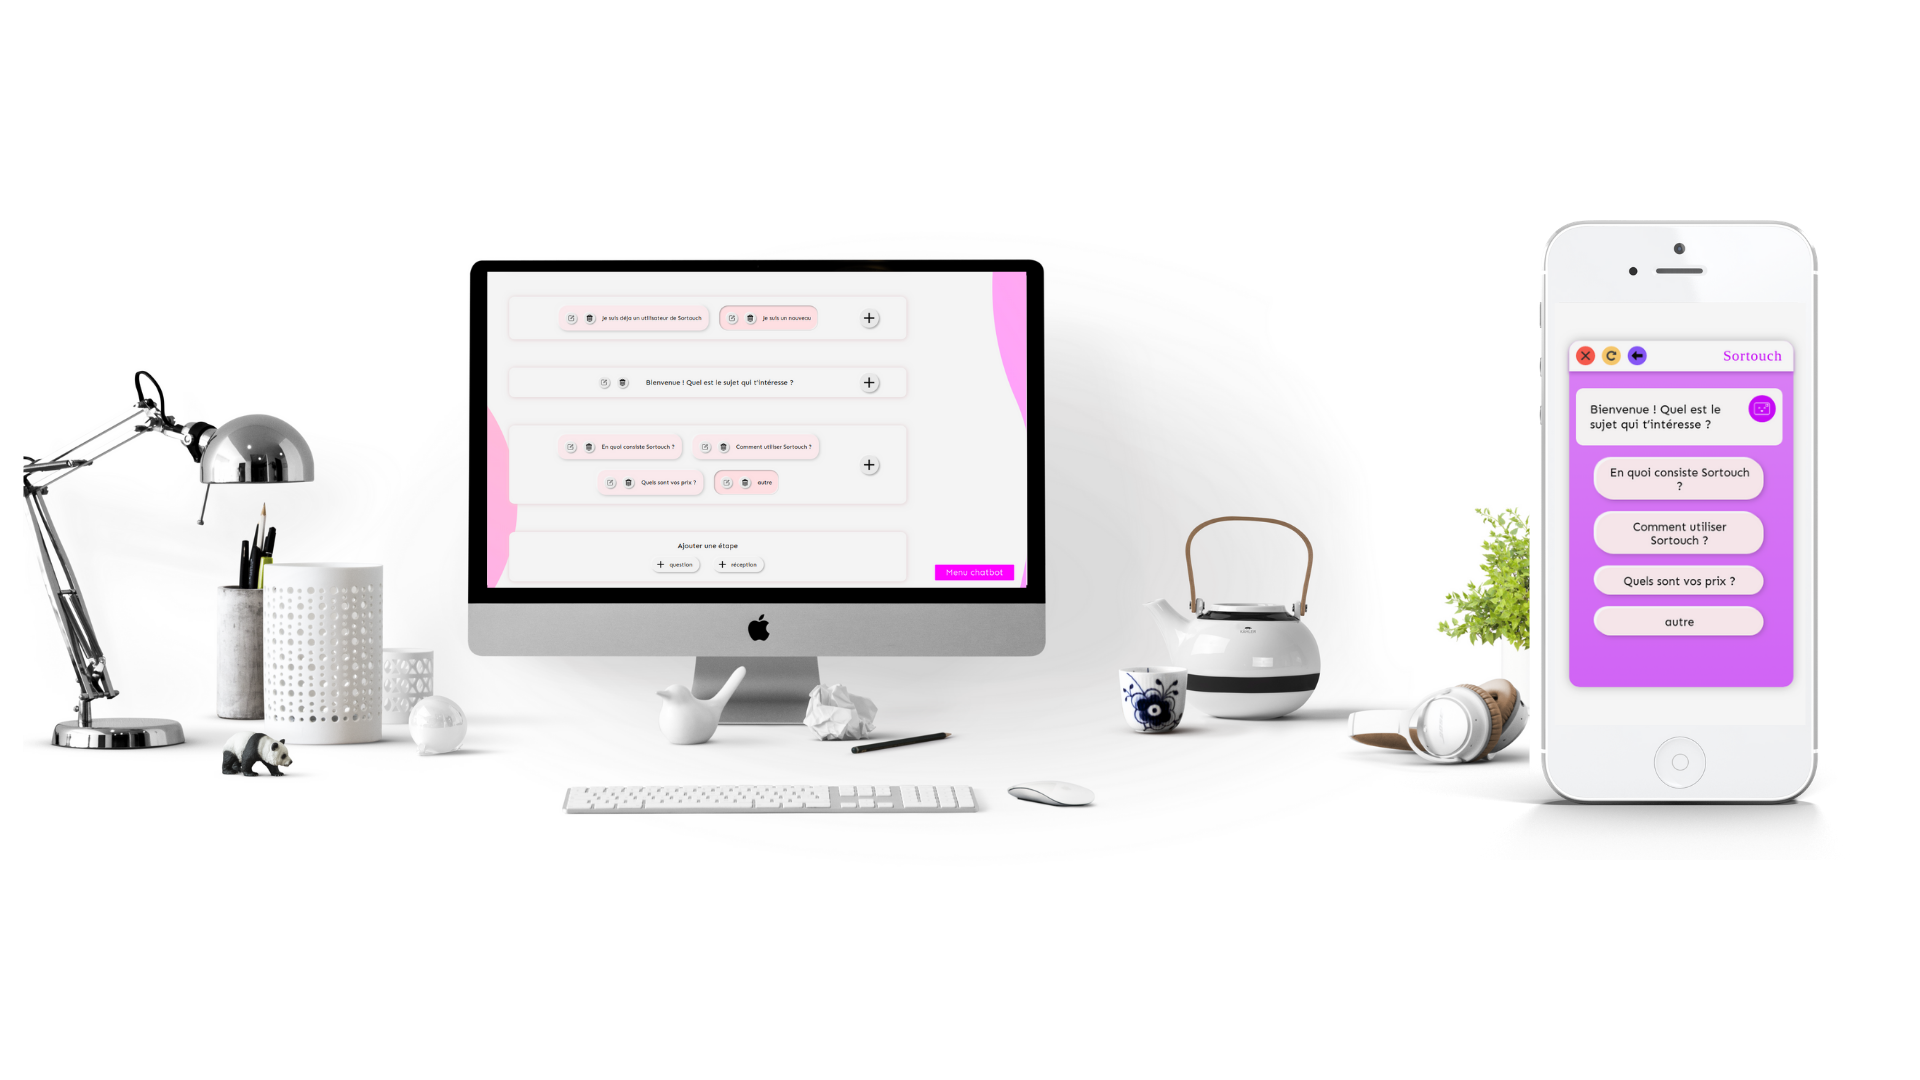 je suis déja un utilisateur de Sortouch
je suis un nouveau
Bienvenue ! Quel est le sujet qui t'intéresse ?
En quoi consiste Sortouch ?
Comment utiliser Sortouch ?
Quels sont vos prix ?
autre
Ajouter une étape
question
réception
Menu chatbot
Sortouch
Bienvenue ! Quel est le
sujet qui t'intéresse ?
En quoi consiste Sortouch
?
Comment utiliser
Sortouch ?
Quels sont vos prix ?
autre